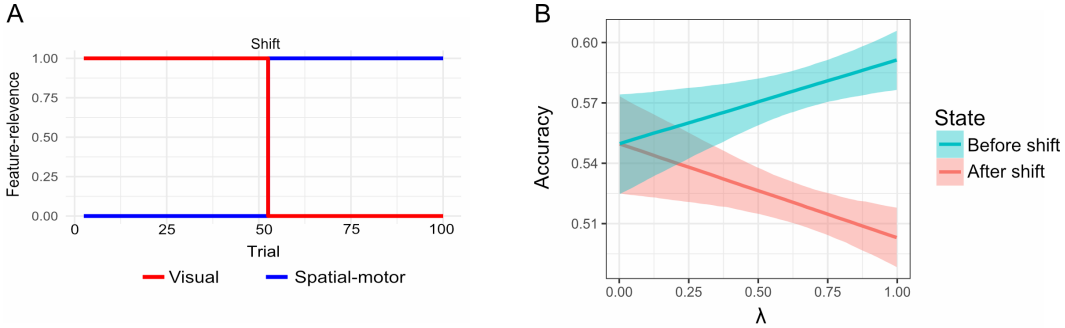 A
Shift
1.00
0.75
0.50
0.25
0.00
Feature-relevence
0
25
50
75
100
Trial
Visual
Spatial-motor
B
0.60
0.57
0.54
0.51
Accuracy
0.00
0.25
0.50
0.75
1.00
λ
State
Before shift
After shift